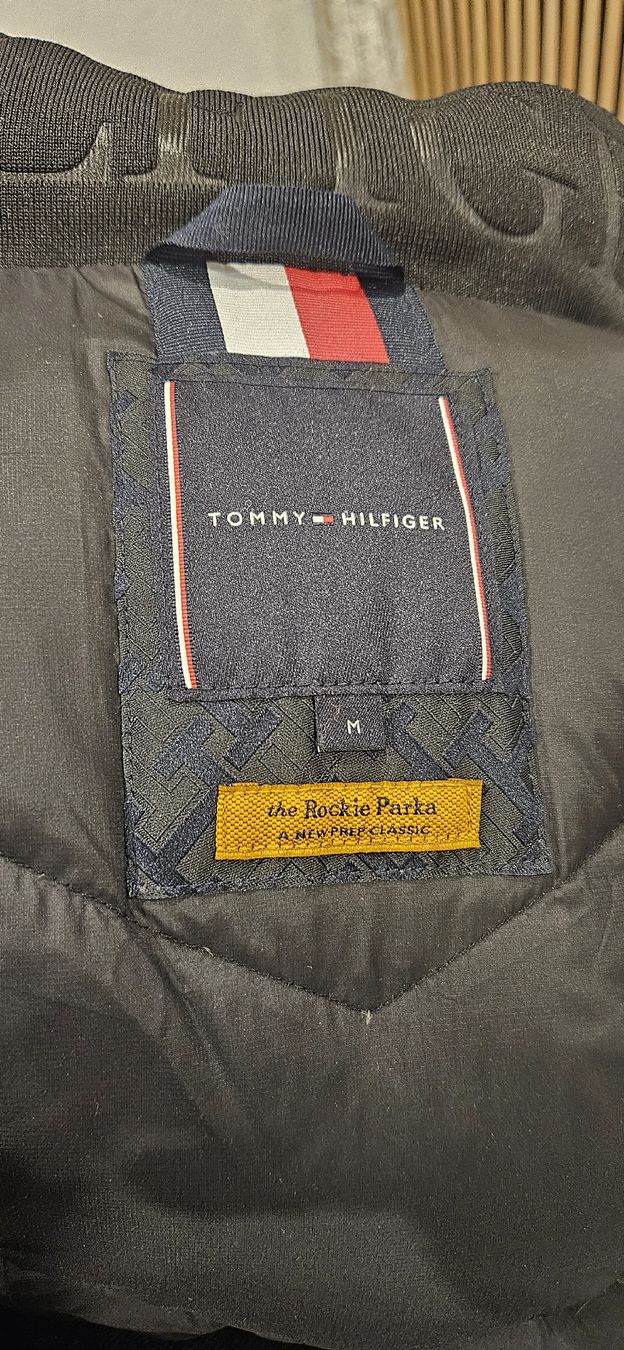 TOMMY HILFIGER
M
the Rockie Parka
A NEW PREP CLASSIC